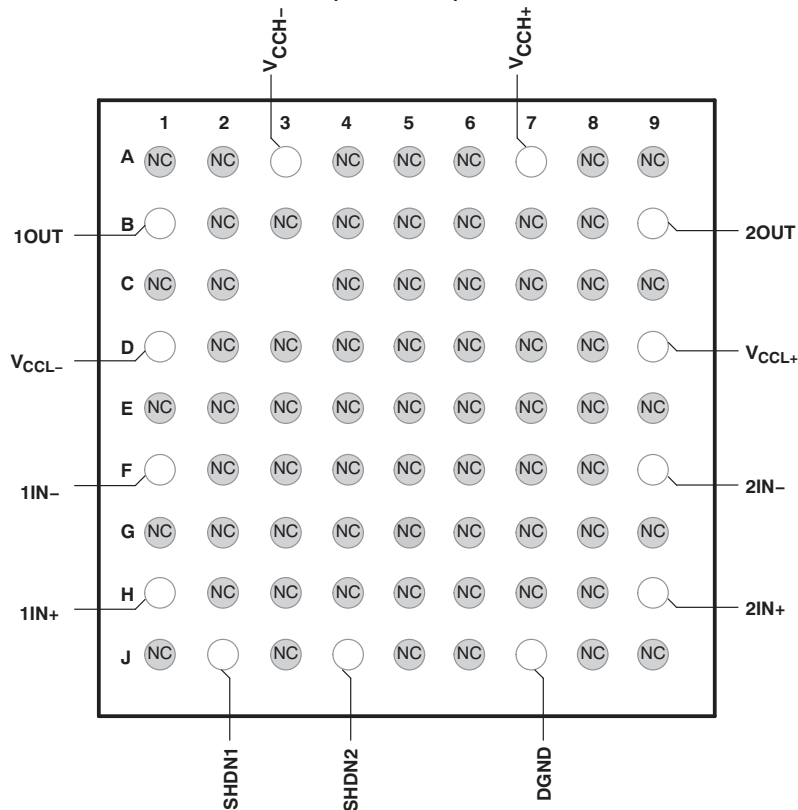 VCCH−
VCCH+
1 2 3 4 5 6 7 8 9
A NC NC NC NC NC NC NC
1OUT B NC NC NC NC NC NC NC 2OUT
C NC NC NC NC NC NC NC NC
VCCL− D NC NC NC NC NC NC NC VCCL+
E NC NC NC NC NC NC NC NC NC
1IN− F NC NC NC NC NC NC NC 2IN−
G NC NC NC NC NC NC NC NC NC
1IN+ H NC NC NC NC NC NC NC 2IN+
J NC NC NC NC NC NC
SHDN1
SHDN2
DGND